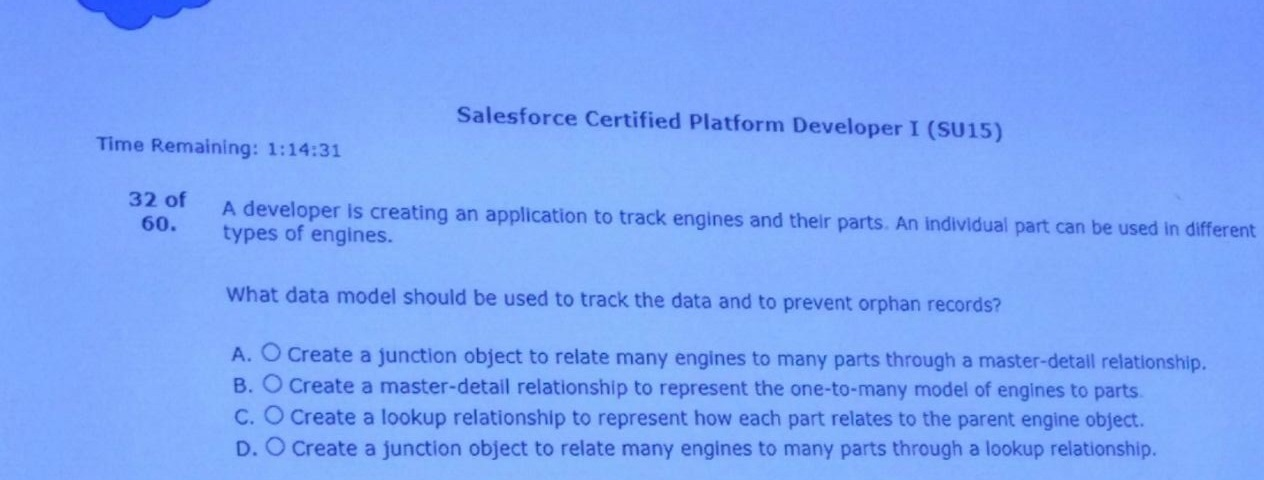 Salesforce Certified Platform Developer I (SU15)
Time Remaining: 1:14:31
32 of
60.
A developer is creating an application to track engines and their parts. An individual part can be used in different
types of engines.
What data model should be used to track the data and to prevent orphan records?
A. Create a junction object to relate many engines to many parts through a master-detail relationship.
B. Create a master-detail relationship to represent the one-to-many model of engines to parts.
C. Create a lookup relationship to represent how each part relates to the parent engine object.
D. Create a junction object to relate many engines to many parts through a lookup relationship.